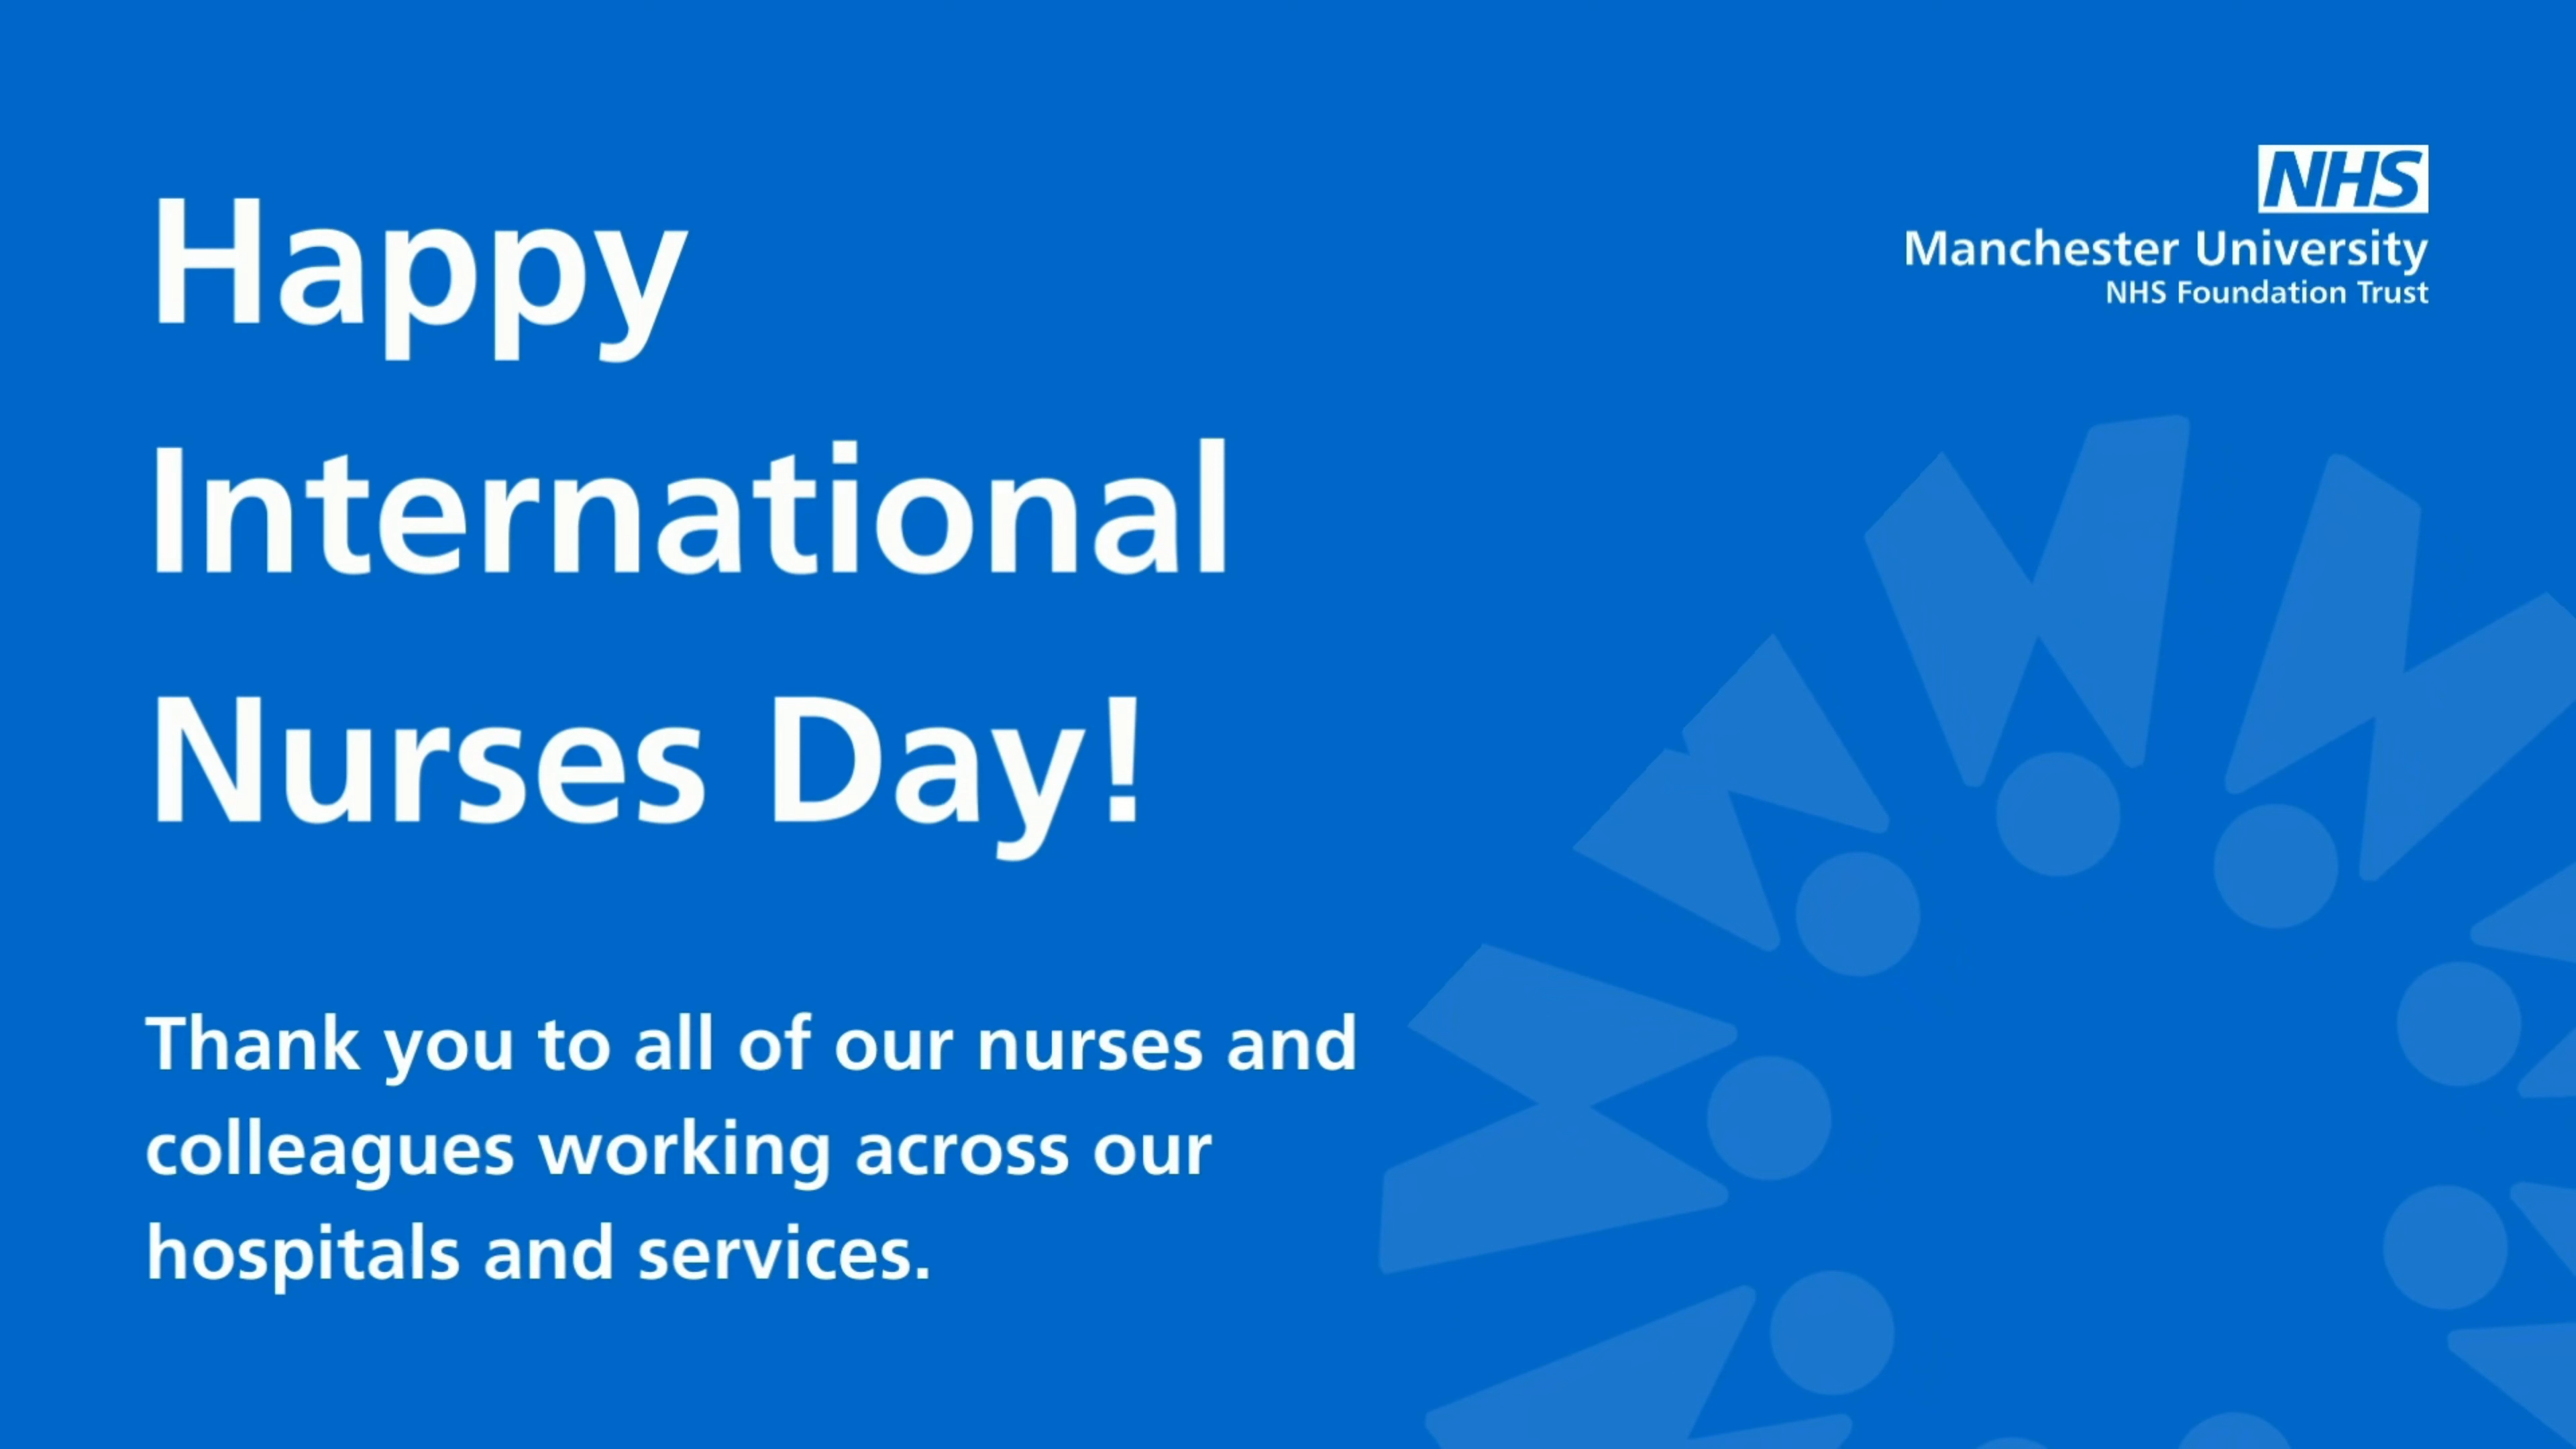 Happy
International
Nurses Day!
NHS
Manchester University
NHS Foundation Trust
Thank you to all of our nurses and
colleagues working across our
hospitals and services.